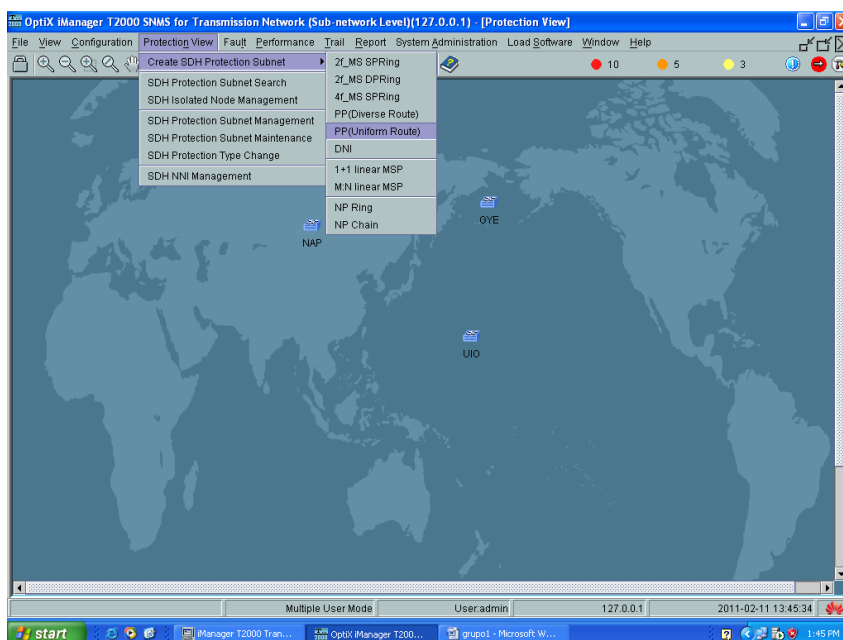 OptiX iManager T2000 SNMS for Transmission Network (Sub-network Level)(127.0.0.1) - [Protection View]
File View Configuration Protection View Fault Performance Trail Report System Administration Load Software Window Help
10 5 3
Create SDH Protection Subnet
SDH Protection Subnet Search
SDH Isolated Node Management
SDH Protection Subnet Management
SDH Protection Subnet Maintenance
SDH Protection Type Change
SDH NNI Management
2f_MS SPRing
2f_MS DPRing
4f_MS SPRing
PP(Diverse Route)
PP(Uniform Route)
DNI
1+1 linear MSP
M:N linear MSP
NP Ring
NP Chain
GYE
NAP
UIO
Multiple User Mode User:admin 127.0.0.1 2011-02-11 13:45:34
start iManager T2000 Tran... OptiX iManager T200... grupo1 - Microsoft W... 1:45 PM